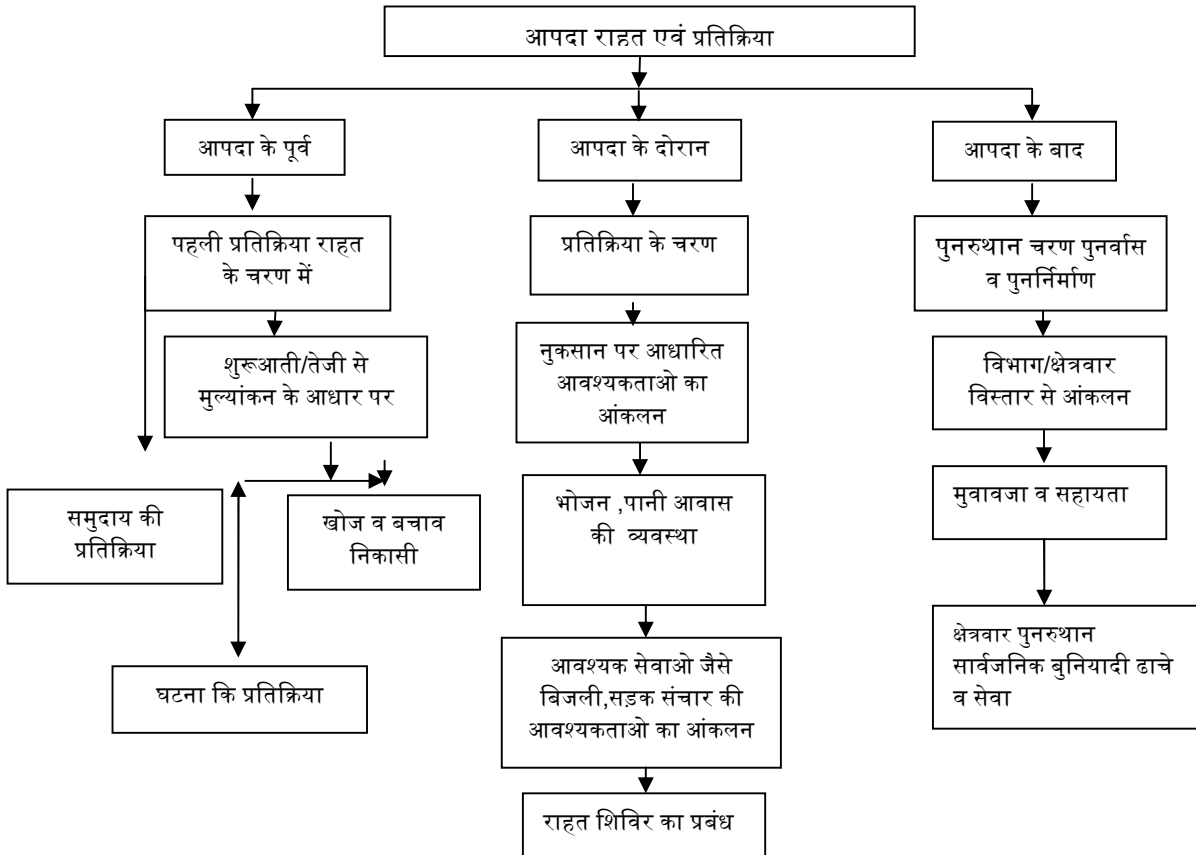 आपदा राहत एवं प्रतिक्रिया
आपदा के पूर्व
आपदा के दोरान
आपदा के बाद
पहली प्रतिक्रिया राहत
के चरण में
प्रतिक्रिया के चरण
पुनरुथान चरण पुनर्वास
व पुनर्निर्माण
शुरूआती/तेजी से
मुल्यांकन के आधार पर
नुकसान पर आधारित
आवश्यकताओ का
आंकलन
विभाग/क्षेत्रवार
विस्तार से आंकलन
समुदाय की
प्रतिक्रिया
खोज व बचाव
निकासी
भोजन ,पानी आवास
की व्यवस्था
मुवावजा व सहायता
घटना कि प्रतिक्रिया
आवश्यक सेवाओ जैसे
बिजली,सड़क संचार की
आवश्यकताओ का आंकलन
क्षेत्रवार पुनरुथान
सार्वजनिक बुनियादी ढाचे
व सेवा
राहत शिविर का प्रबंध